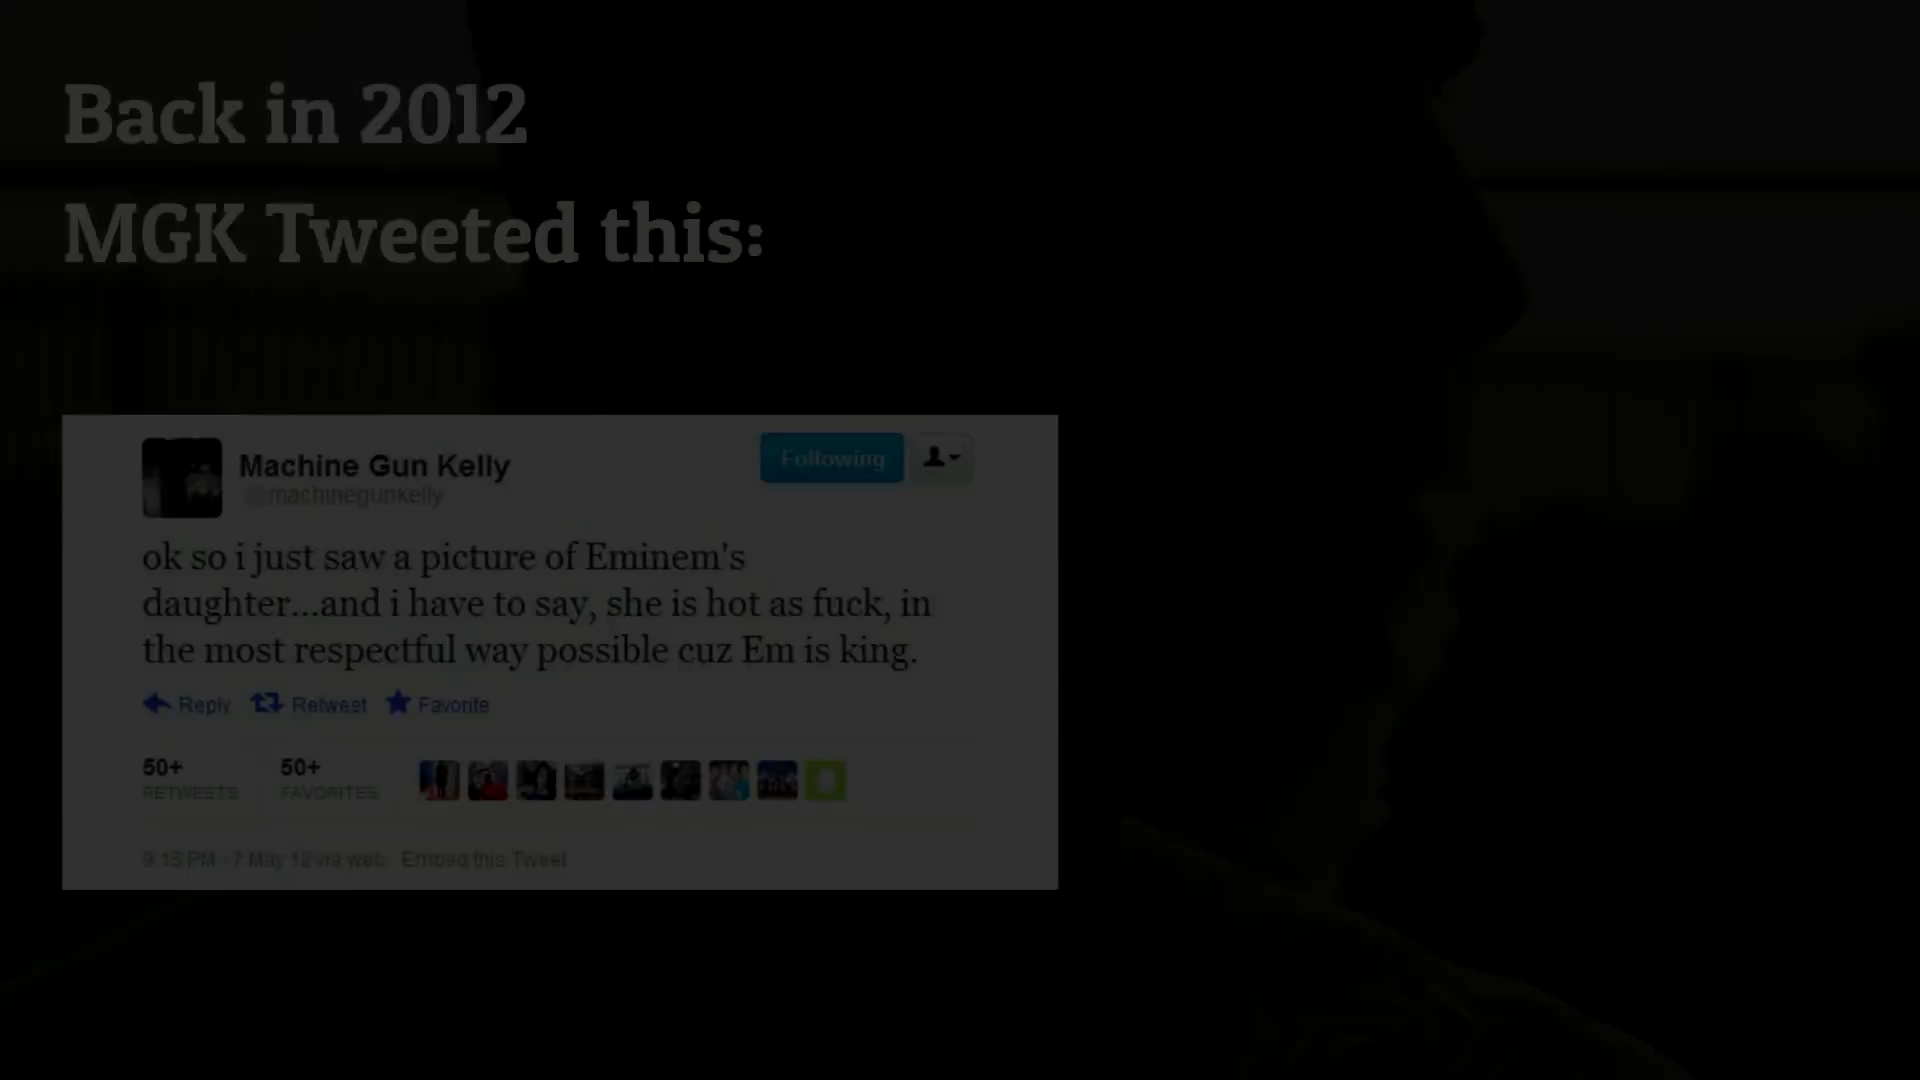 Back in 2012
MGK Tweeted this:
Machine Gun Kelly
@machinegunkelly
Following
ok so i just saw a picture of Eminem's
daughter...and i have to say, she is hot as fuck, in
the most respectful way possible cuz Em is king.
Reply Retweet Favorite
50+ 50+
RETWEETS FAVORITES
9:15 PM - 7 May 12 via web Embed this Tweet